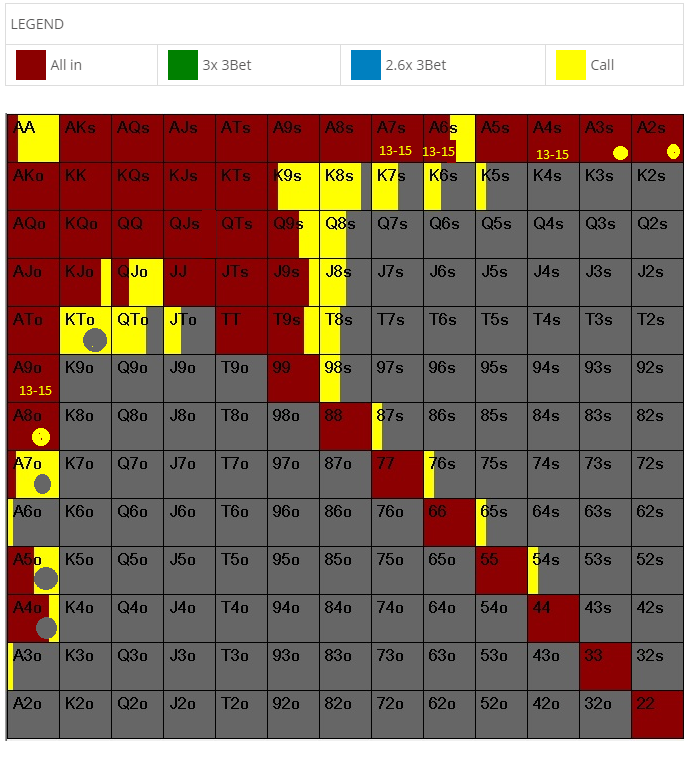 LEGEND
All in 3x 3Bet 2.6x 3Bet Call
AA AKs AQs AJs ATs A9s A8s A7s A6s A5s A4s A3s A2s
13-15 13-15 13-15
AKo KK KQs KJs KTs K9s K8s K7s K6s K5s K4s K3s K2s
AQo KQo QQ QJs QTs Q9s Q8s Q7s Q6s Q5s Q4s Q3s Q2s
AJo KJo QJo JJ JTs J9s J8s J7s J6s J5s J4s J3s J2s
ATo KTo QTo JTo TT T9s T8s T7s T6s T5s T4s T3s T2s
A9o K9o Q9o J9o T9o 99 98s 97s 96s 95s 94s 93s 92s
13-15
A8o K8o Q8o J8o T8o 98o 88 87s 86s 85s 84s 83s 82s
A7o K7o Q7o J7o T7o 97o 87o 77 76s 75s 74s 73s 72s
A6o K6o Q6o J6o T6o 96o 86o 76o 66 65s 64s 63s 62s
A5o K5o Q5o J5o T5o 95o 85o 75o 65o 55 54s 53s 52s
A4o K4o Q4o J4o T4o 94o 84o 74o 64o 54o 44 43s 42s
A3o K3o Q3o J3o T3o 93o 83o 73o 63o 53o 43o 33 32s
A2o K2o Q2o J2o T2o 92o 82o 72o 62o 52o 42o 32o 22